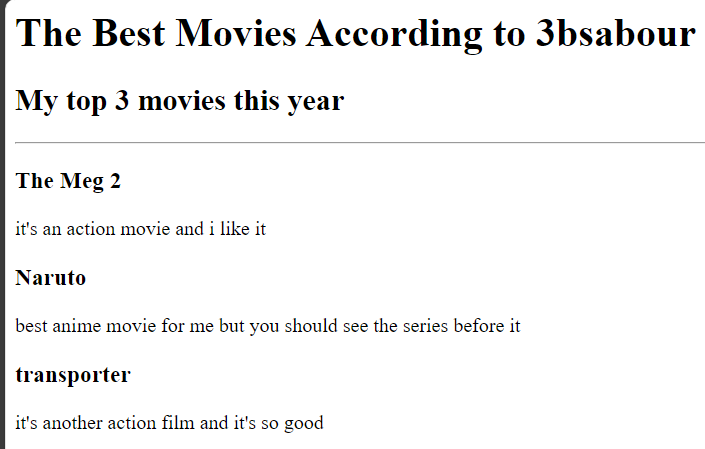 The Best Movies According to 3bsabour
My top 3 movies this year
The Meg 2
it's an action movie and i like it
Naruto
best anime movie for me but you should see the series before it
transporter
it's another action film and it's so good